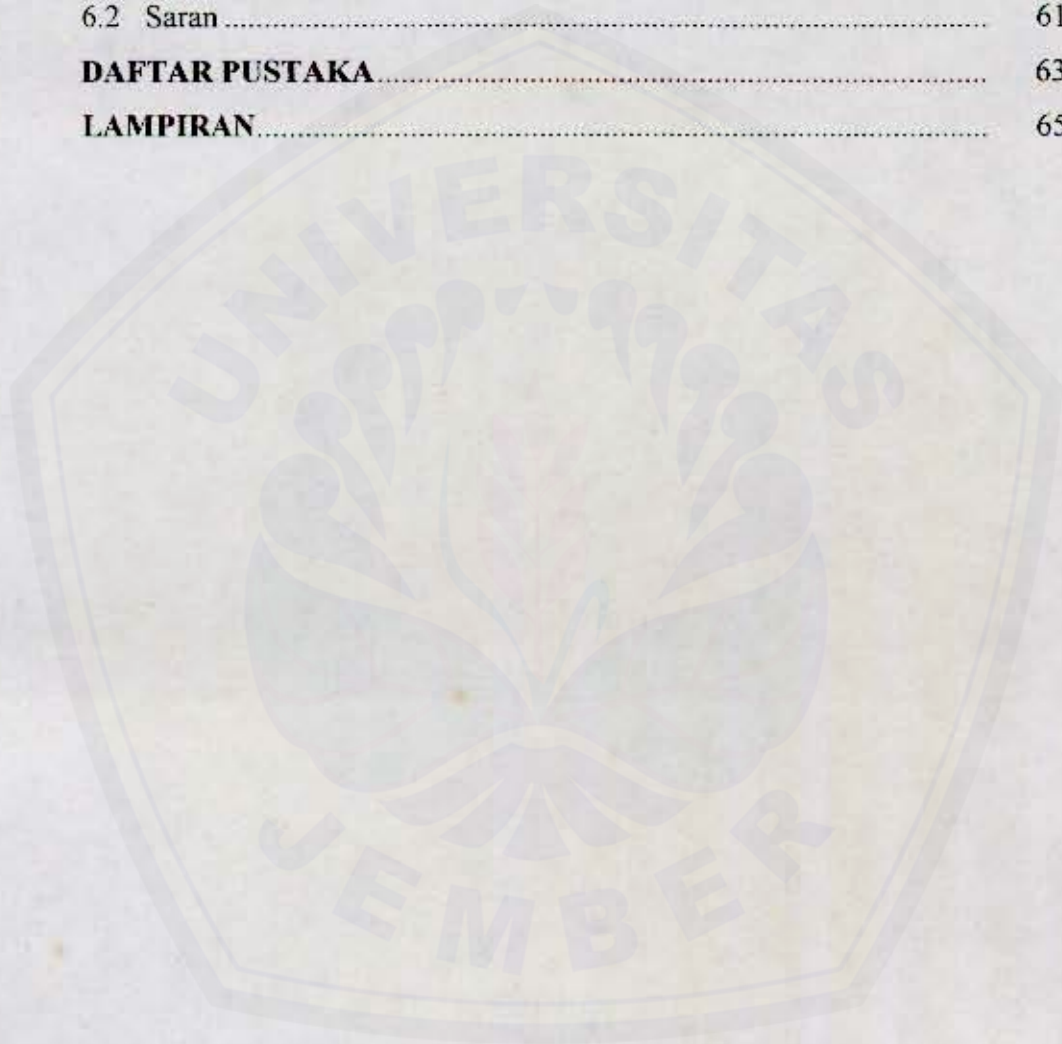 6.2 Saran ........................................................ 61
DAFTAR PUSTAKA ........................................................ 63
LAMPIRAN ........................................................ 65
UNIVERSITAS
JEMBER